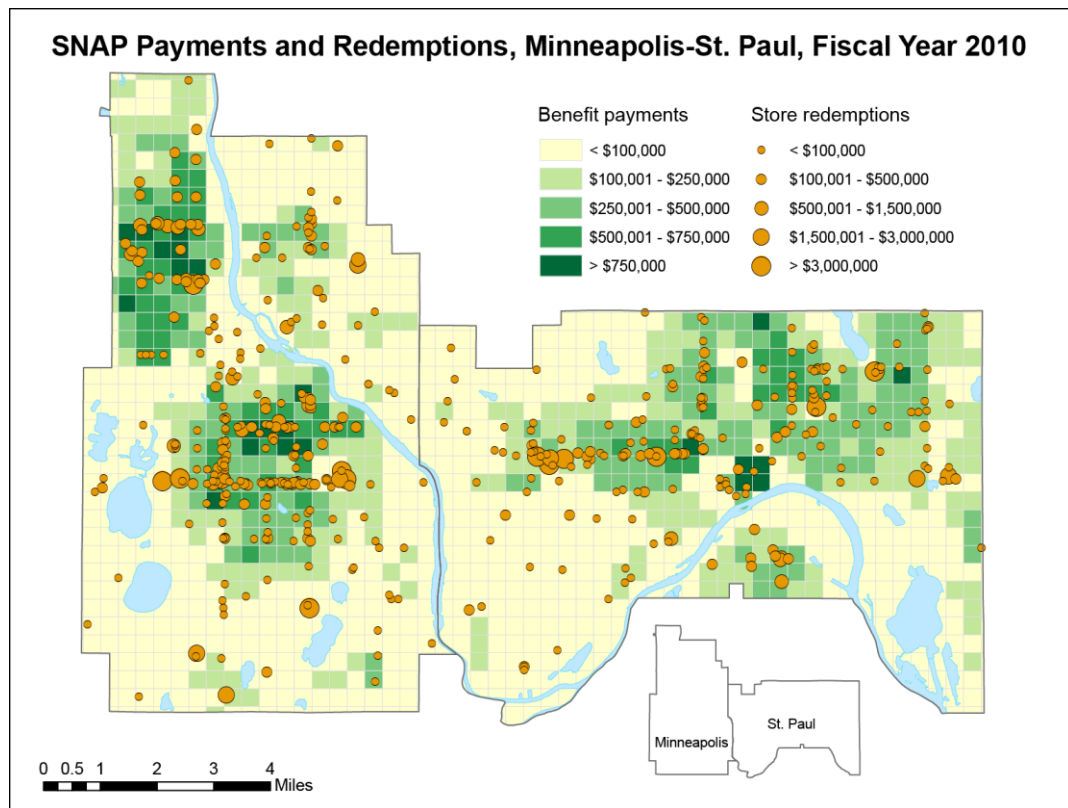 SNAP Payments and Redemptions, Minneapolis-St. Paul, Fiscal Year 2010
Benefit payments
< $100,000
$100,001 - $250,000
$250,001 - $500,000
$500,001 - $750,000
> $750,000
Store redemptions
< $100,000
$100,001 - $500,000
$500,001 - $1,500,000
$1,500,001 - $3,000,000
> $3,000,000
St. Paul
Minneapolis
0 0.5 1 2 3 4
Miles